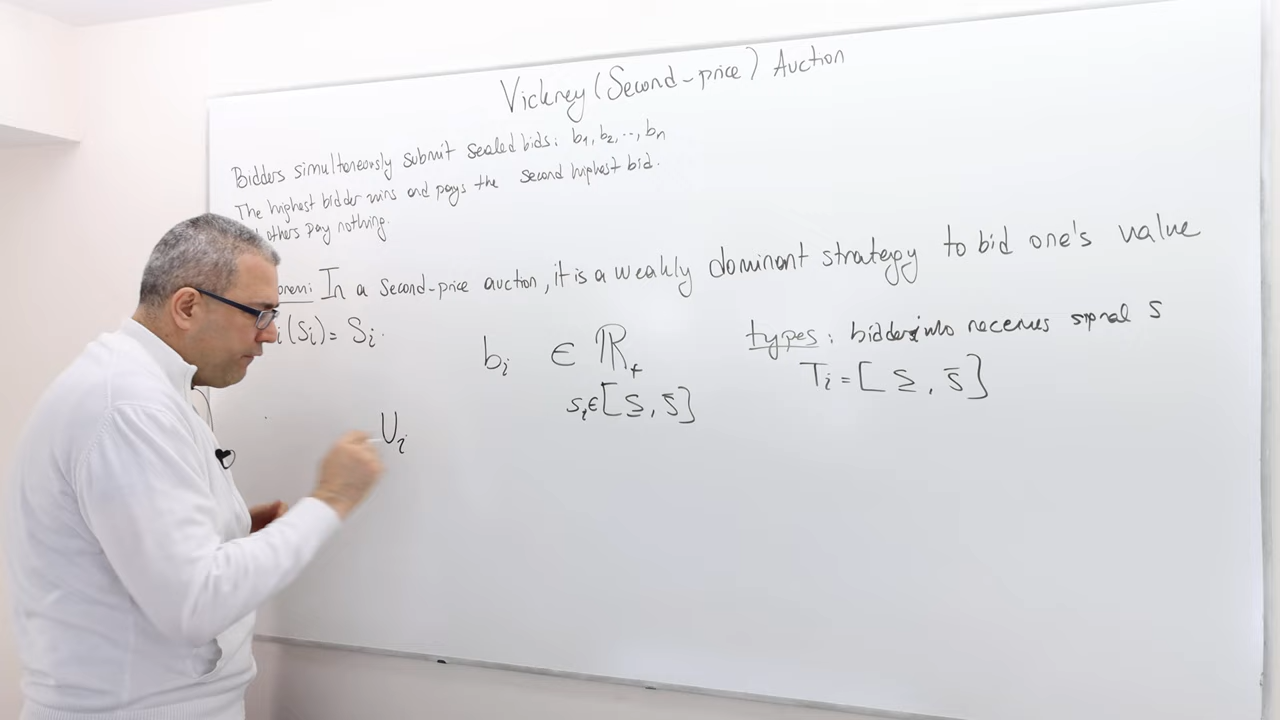 Vickrey (Second-price) Auction
Bidders simultaneously submit sealed bids: b₁, b₂, .., bₙ
The highest bidder wins and pays the second highest bid.
others pay nothing.
In a second-price auction, it is a weakly dominant strategy to bid one's value
(Sᵢ) = Sᵢ.
bᵢ ∈ ℝ₊
types: bidders who receives signal s
Tᵢ = [s̲, s̄]
sᵢ ∈ [s̲, s̄]
Uᵢ